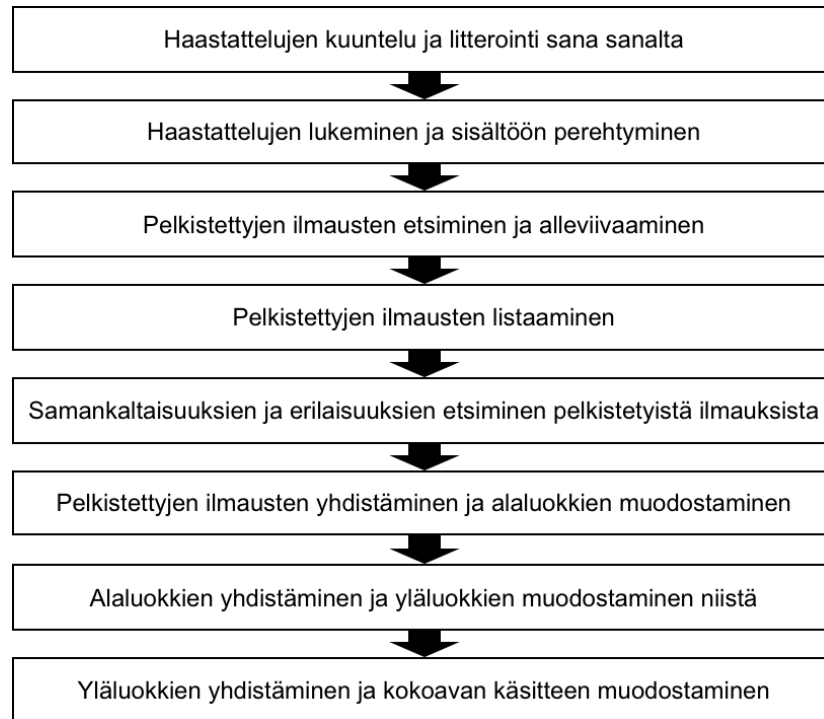 Haastattelujen kuuntelu ja litterointi sana sanalta
Haastattelujen lukeminen ja sisältöön perehtyminen
Pelkistettyjen ilmausten etsiminen ja alleviivaaminen
Pelkistettyjen ilmausten listaaminen
Samankaltaisuuksien ja erilaisuuksien etsiminen pelkistetyistä ilmauksista
Pelkistettyjen ilmausten yhdistäminen ja alaluokkien muodostaminen
Alaluokkien yhdistäminen ja yläluokkien muodostaminen niistä
Yläluokkien yhdistäminen ja kokoavan käsitteen muodostaminen